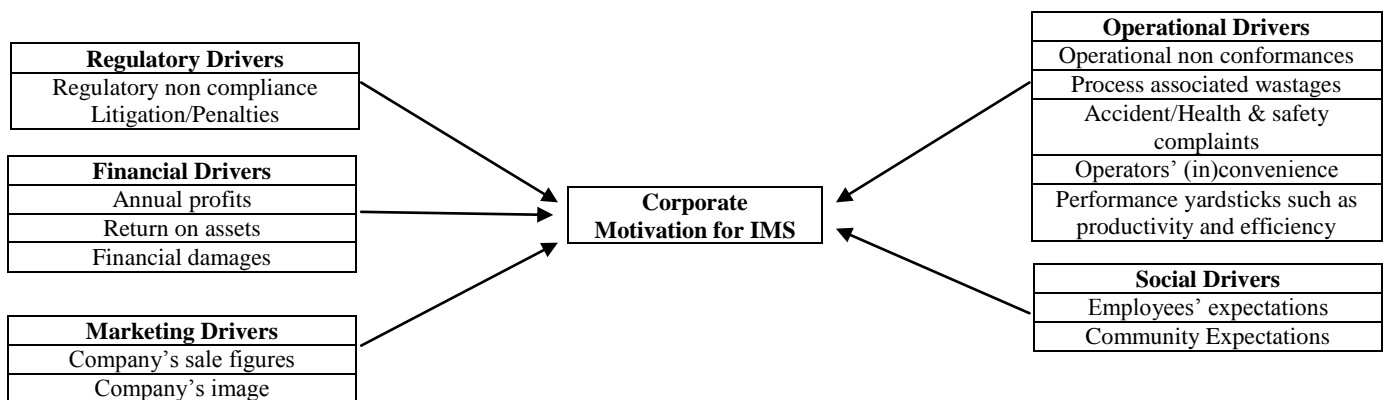 Regulatory Drivers
Regulatory non compliance
Litigation/Penalties
Financial Drivers
Annual profits
Return on assets
Financial damages
Marketing Drivers
Company’s sale figures
Company’s image
Corporate
Motivation for IMS
Operational Drivers
Operational non conformances
Process associated wastages
Accident/Health & safety
complaints
Operators’ (in)convenience
Performance yardsticks such as
productivity and efficiency
Social Drivers
Employees’ expectations
Community Expectations